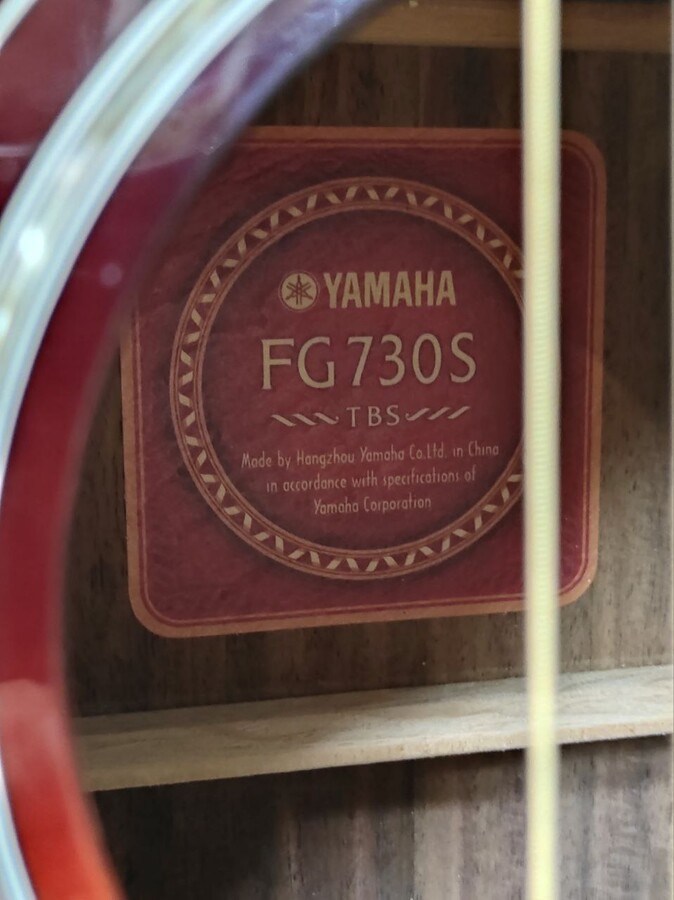 YAMAHA
FG730S
TBS
Made by Hangzhou Yamaha Co.Ltd. in China
in accordance with specifications of
Yamaha Corporation